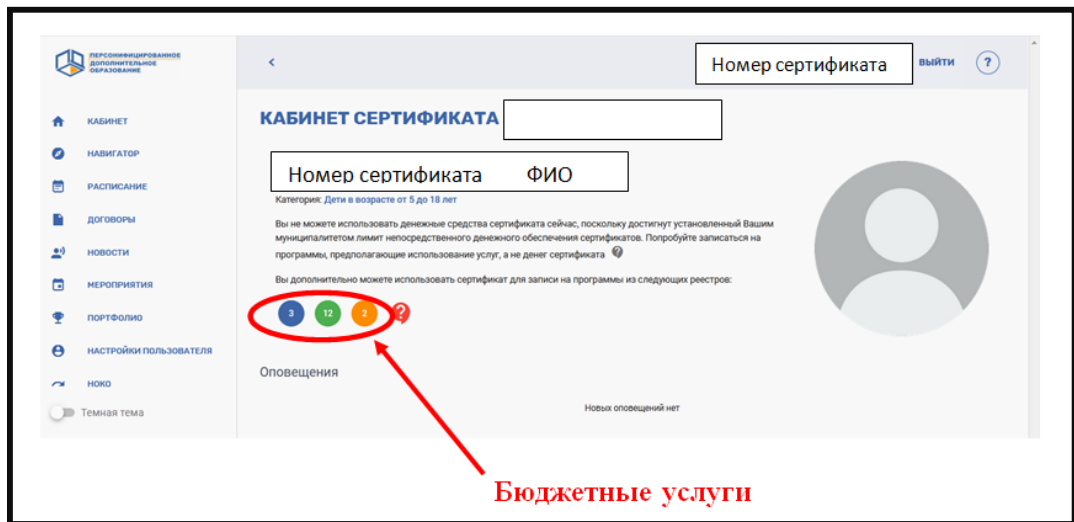 ПЕРСОНИФИЦИРОВАННОЕ
ДОПОЛНИТЕЛЬНОЕ
ОБРАЗОВАНИЕ
<
Номер сертификата
ВЫЙТИ
?
КАБИНЕТ
НАВИГАТОР
РАСПИСАНИЕ
ДОГОВОРЫ
НОВОСТИ
МЕРОПРИЯТИЯ
ПОРТФОЛИО
НАСТРОЙКИ ПОЛЬЗОВАТЕЛЯ
НОКО
Темная тема
КАБИНЕТ СЕРТИФИКАТА
Номер сертификата ФИО
Категория: Дети в возрасте от 5 до 18 лет
Вы не можете использовать денежные средства сертификата сейчас, поскольку достигнут установленный Вашим
муниципалитетом лимит непосредственного денежного обеспечения сертификатов. Попробуйте записаться на
программы, предполагающие использование услуг, а не денег сертификата ?
Вы дополнительно можете использовать сертификат для записи на программы из следующих реестров:
3 12 2 ?
Оповещения
Новых оповещений нет
Бюджетные услуги